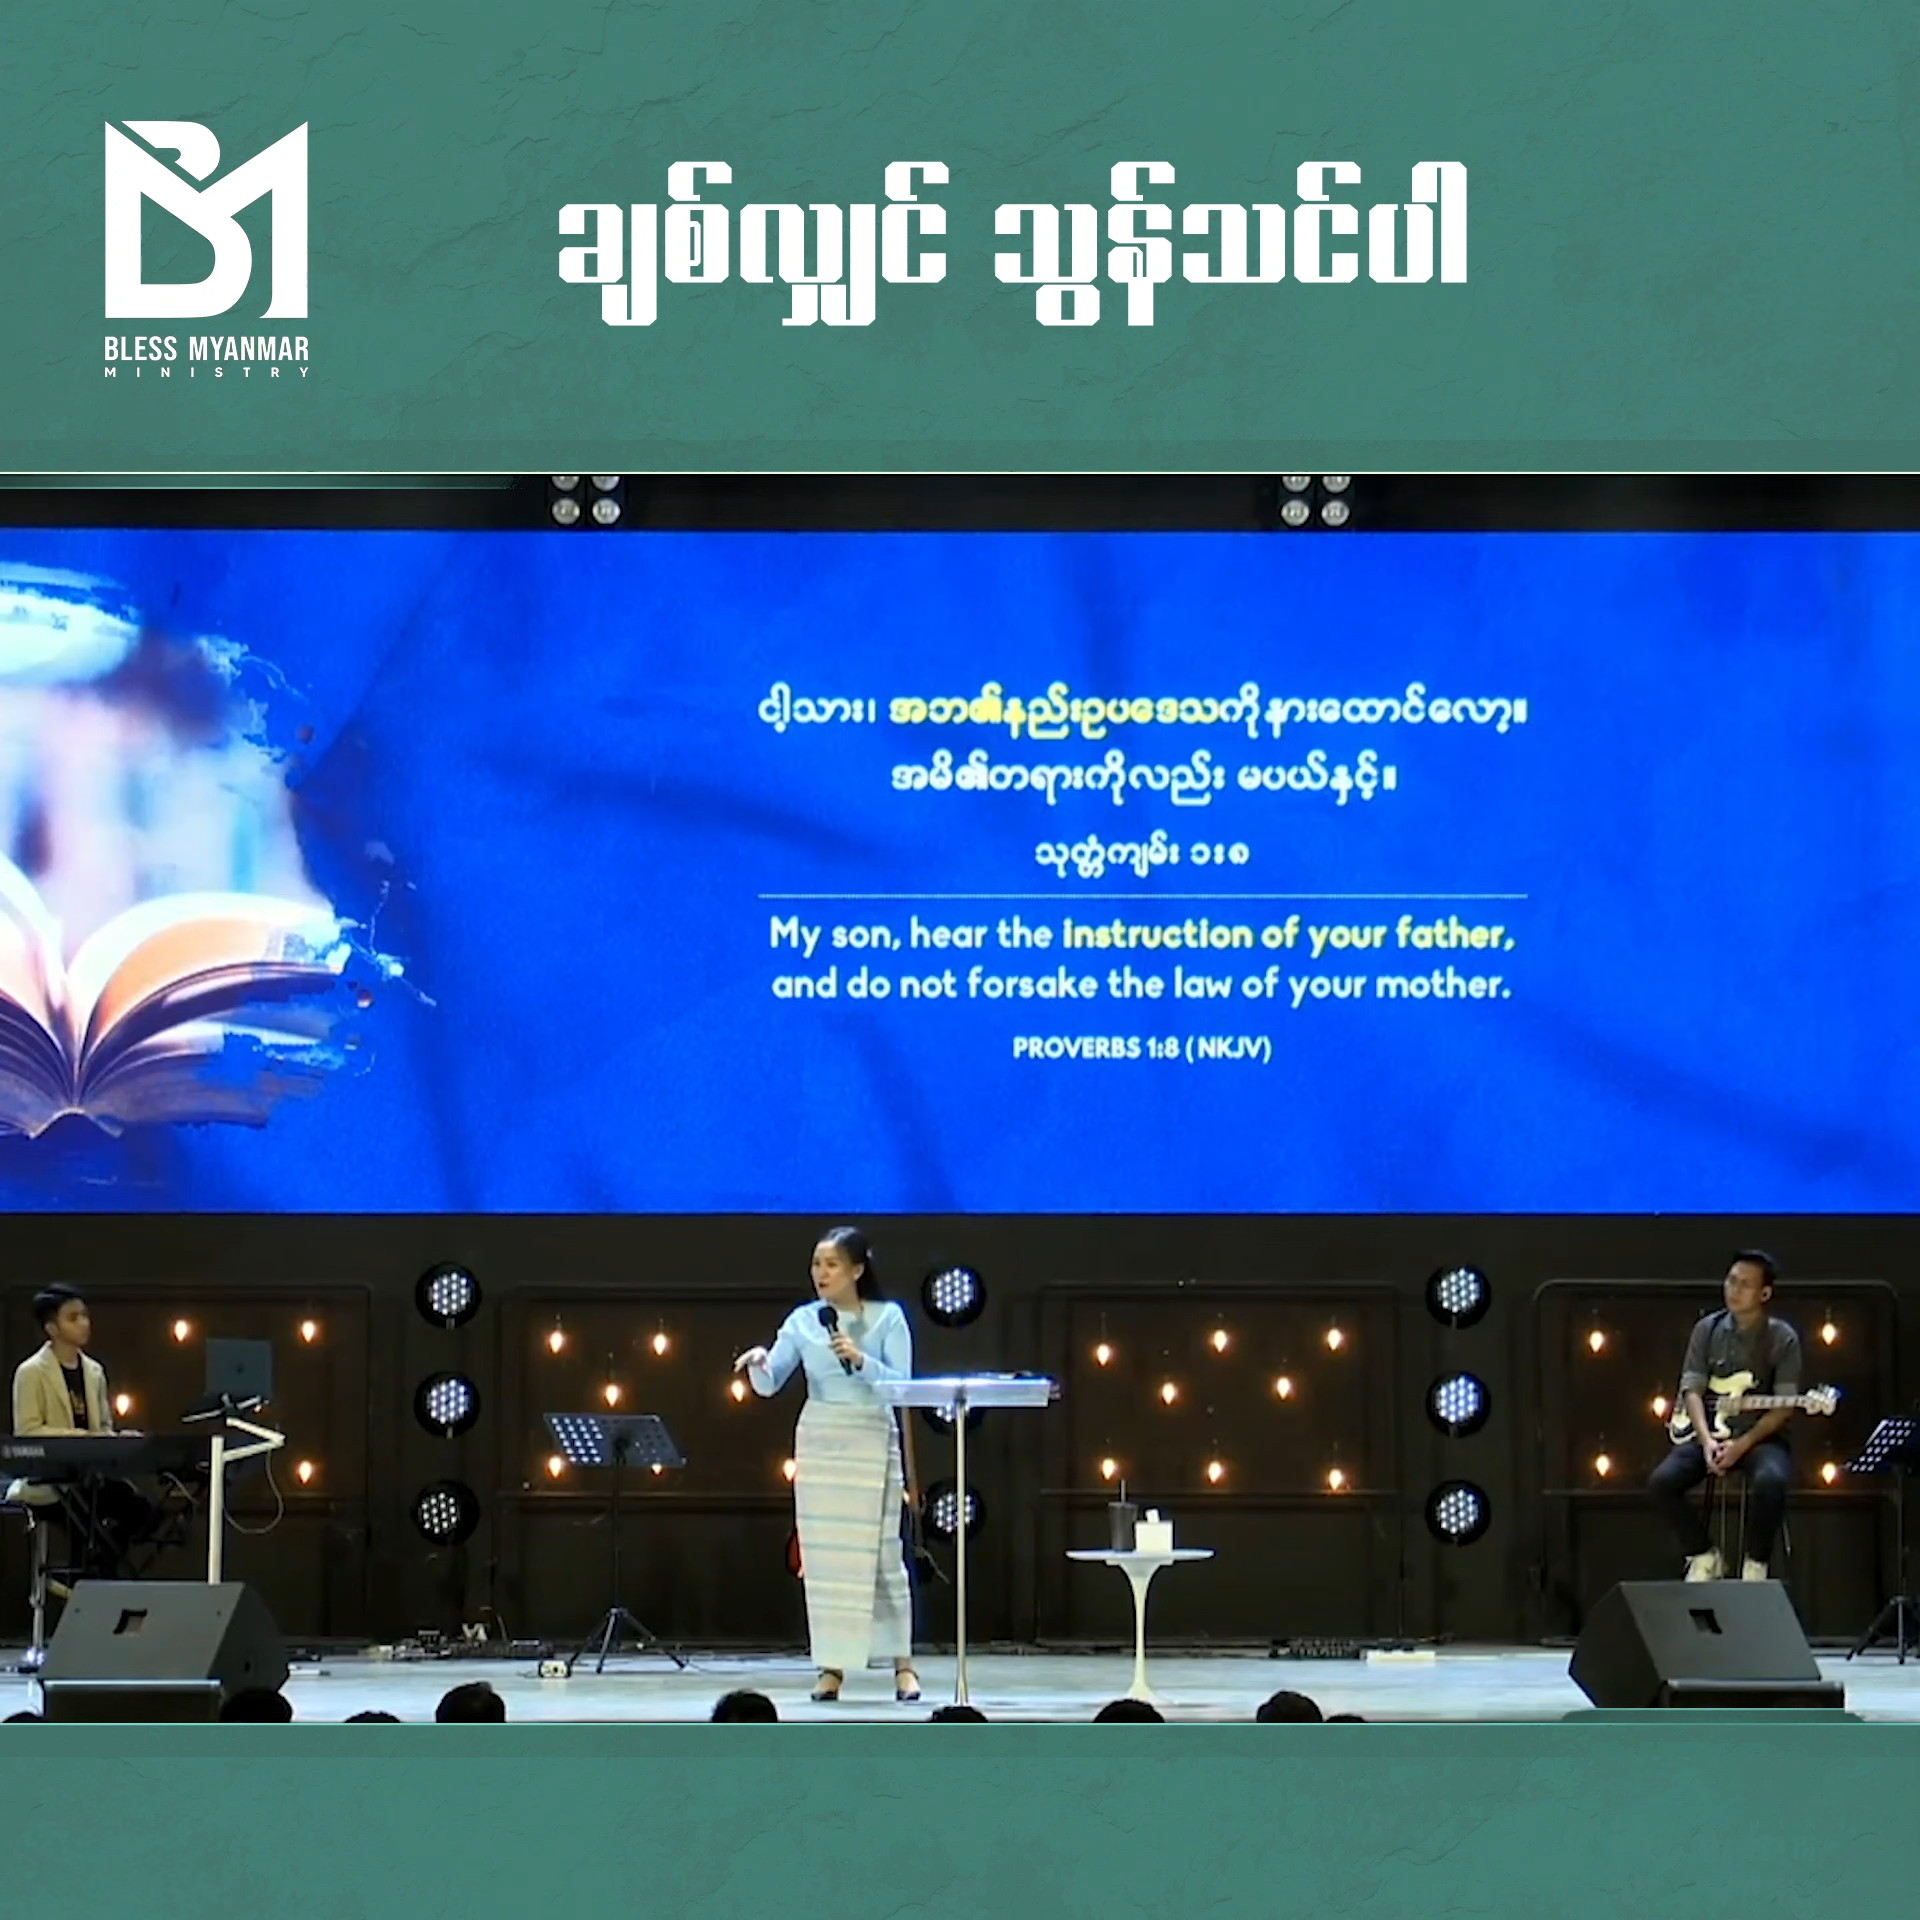 BLESS MYANMAR
MINISTRY
ချစ်လျှင် သွန်သင်ပါ
ငါ့သား၊ အဘ၏နည်းဥပဒေသကိုနားထောင်လော့။
အမိ၏တရားကိုလည်း မပယ်နှင့်။
သုတ္တံကျမ်း ၁း၈
My son, hear the instruction of your father,
and do not forsake the law of your mother.
PROVERBS 1:8 (NKJV)
YAMAHA